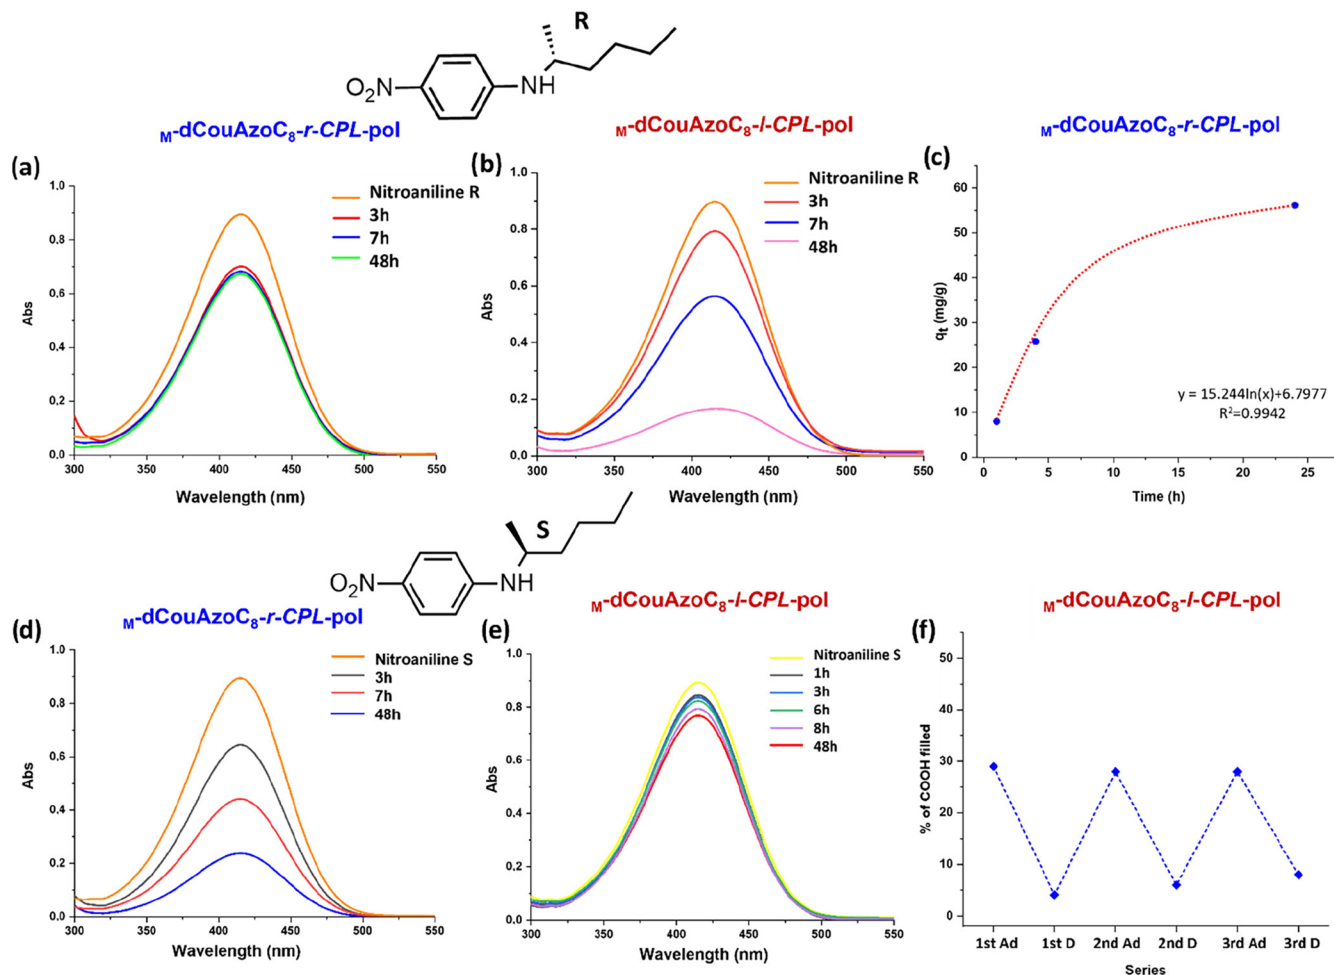 R
O₂N
NH
M-dCouAzoC₈-r-CPL-pol
M-dCouAzoC₈-l-CPL-pol
M-dCouAzoC₈-r-CPL-pol
(a)
Nitroaniline R
3h
7h
48h
1.0
0.8
0.6
0.4
0.2
0.0
Abs
300 350 400 450 500 550
Wavelength (nm)
(b)
Nitroaniline R
3h
7h
48h
1.0
0.8
0.6
0.4
0.2
0.0
Abs
300 350 400 450 500 550
Wavelength (nm)
(c)
60
50
40
30
20
10
0
qt (mg/g)
y = 15.244ln(x)+6.7977
R²=0.9942
0 5 10 15 20 25
Time (h)
S
O₂N
NH
M-dCouAzoC₈-r-CPL-pol
M-dCouAzoC₈-l-CPL-pol
M-dCouAzoC₈-l-CPL-pol
(d)
Nitroaniline S
3h
7h
48h
1.0
0.8
0.6
0.4
0.2
0.0
Abs
300 350 400 450 500 550
Wavelength (nm)
(e)
Nitroaniline S
1h
3h
6h
8h
48h
1.0
0.8
0.6
0.4
0.2
0.0
Abs
300 350 400 450 500 550
Wavelength (nm)
(f)
50
40
30
20
10
0
% of COOH filled
1st Ad 1st D 2nd Ad 2nd D 3rd Ad 3rd D
Series